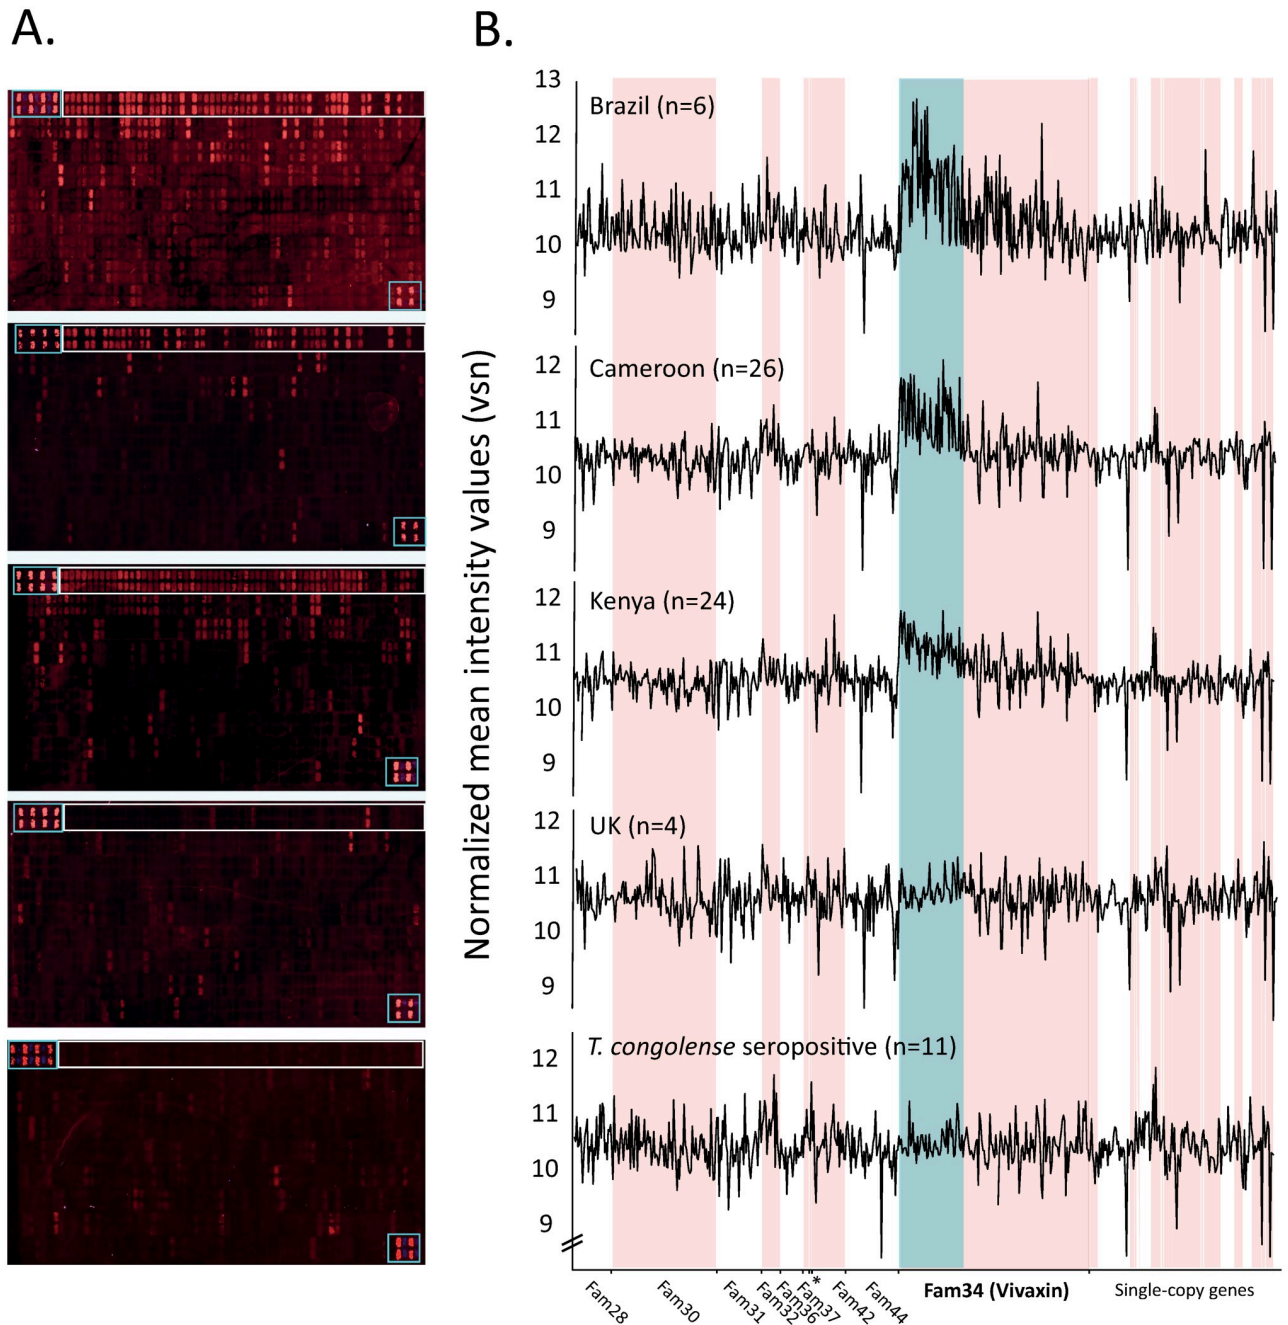 A.
B.
Normalized mean intensity values (vsn)
13
Brazil (n=6)
12
11
10
9
12
Cameroon (n=26)
11
10
9
12
Kenya (n=24)
11
10
9
12
UK (n=4)
11
10
9
T. congolense seropositive (n=11)
12
11
10
9
Fam28
Fam30
Fam31
Fam32
Fam36
*
Fam37
Fam42
Fam44
Fam34 (Vivaxin)
Single-copy genes